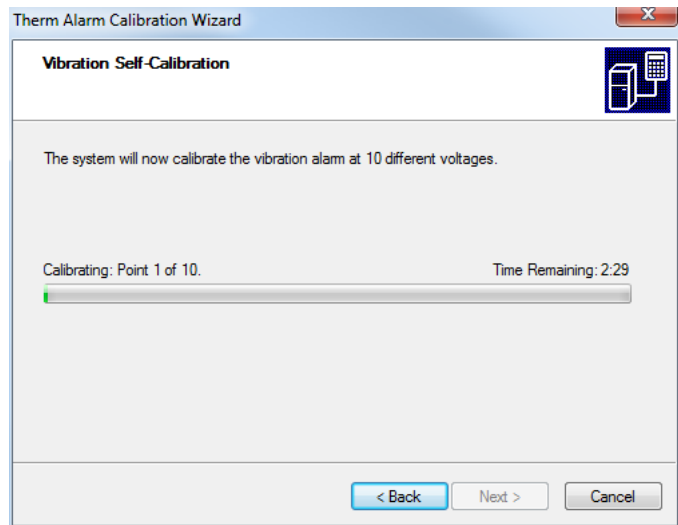 Therm Alarm Calibration Wizard
Vibration Self-Calibration
The system will now calibrate the vibration alarm at 10 different voltages.
Calibrating: Point 1 of 10.
Time Remaining: 2:29
< Back
Next >
Cancel